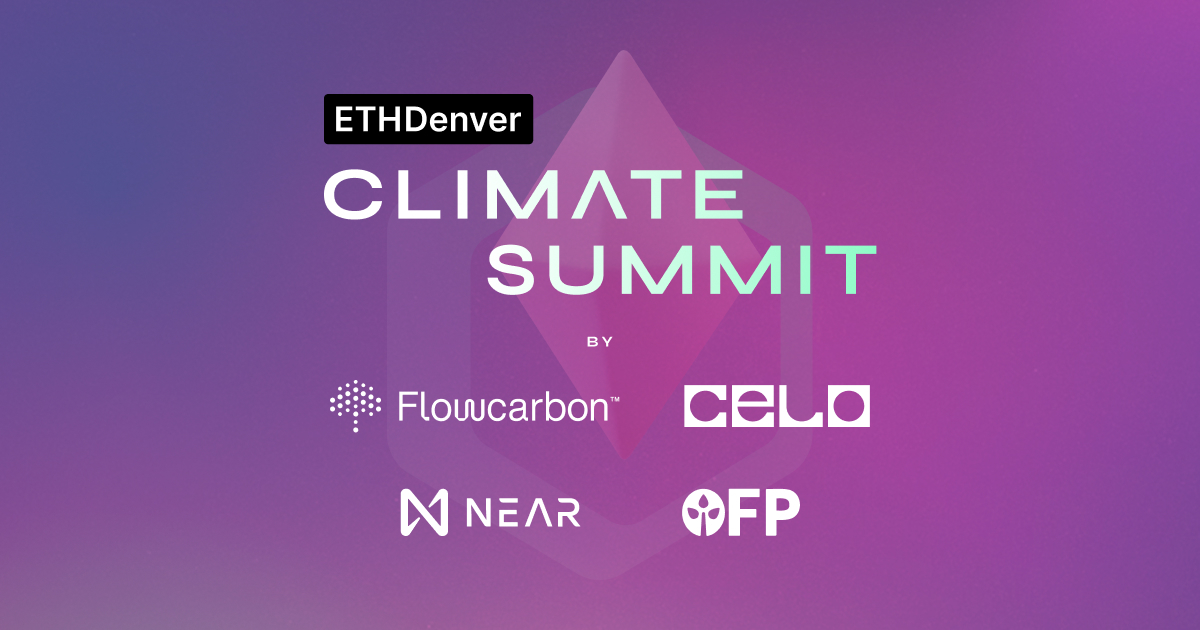 ETHDenver
CLIMATE
SUMMIT
BY
Flowcarbon™
CELO
NEAR
OFP